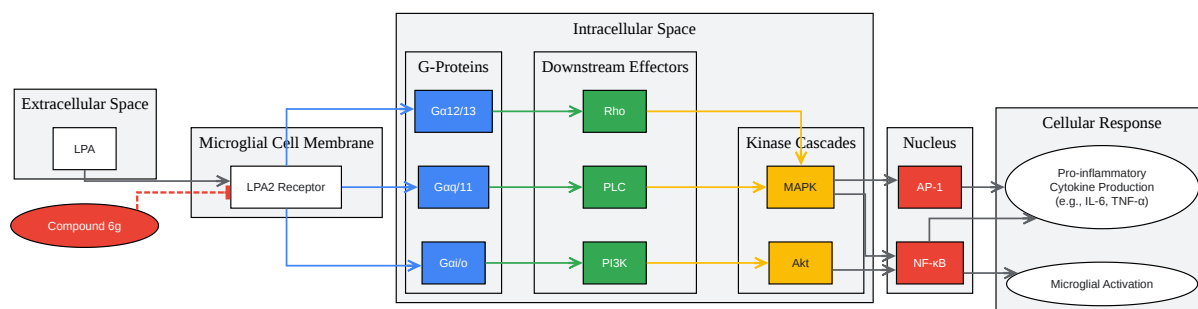 Intracellular Space
G-Proteins
Downstream Effectors
Extracellular Space
LPA
Microglial Cell Membrane
LPA2 Receptor
Compound 6g
Gα12/13
Gαq/11
Gαi/o
Rho
PLC
PI3K
Kinase Cascades
MAPK
Akt
Nucleus
AP-1
NF-κB
Cellular Response
Pro-inflammatory
Cytokine Production
(e.g., IL-6, TNF-α)
Microglial Activation